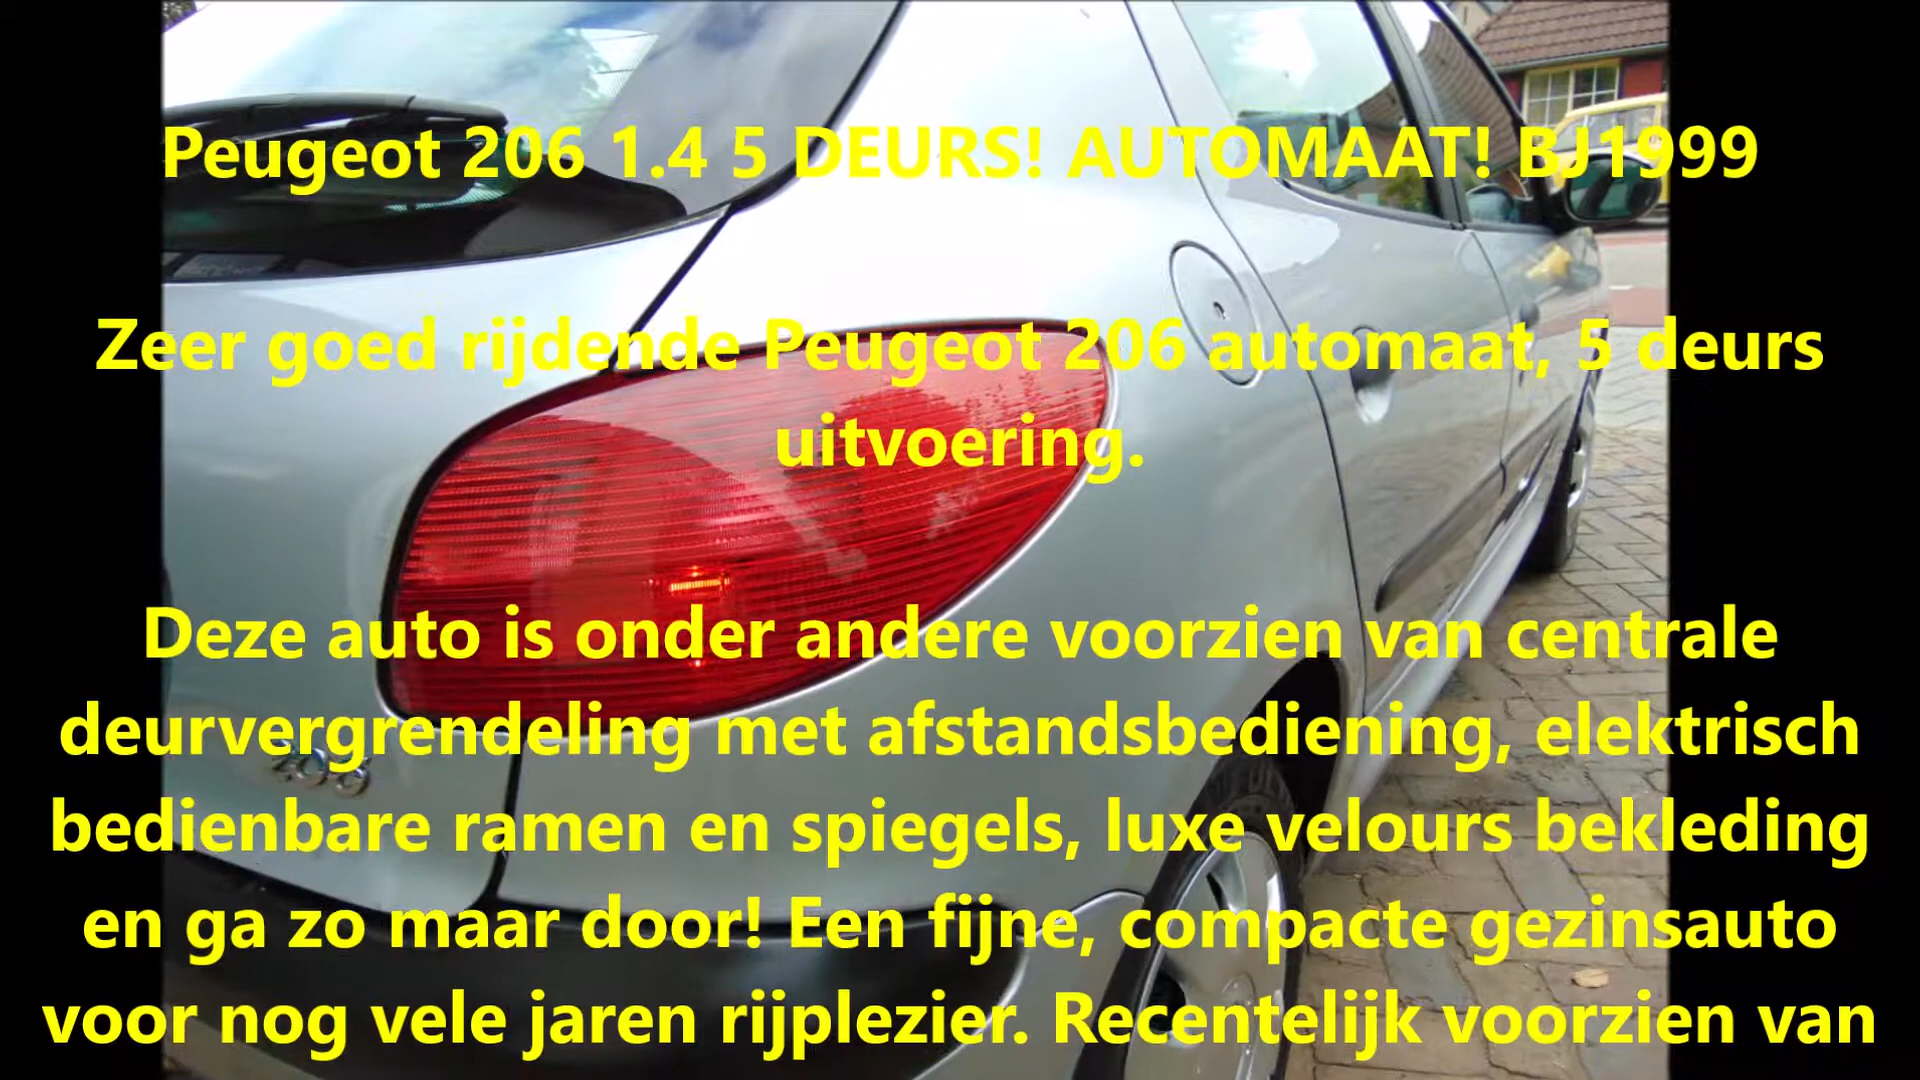 Peugeot 206 1.4 5 DEURS! AUTOMAAT! BJ1999
Zeer goed rijdende Peugeot 206 automaat, 5 deurs
uitvoering.
Deze auto is onder andere voorzien van centrale
deurvergrendeling met afstandsbediening, elektrisch
206
bedienbare ramen en spiegels, luxe velours bekleding
en ga zo maar door! Een fijne, compacte gezinsauto
voor nog vele jaren rijplezier. Recentelijk voorzien van